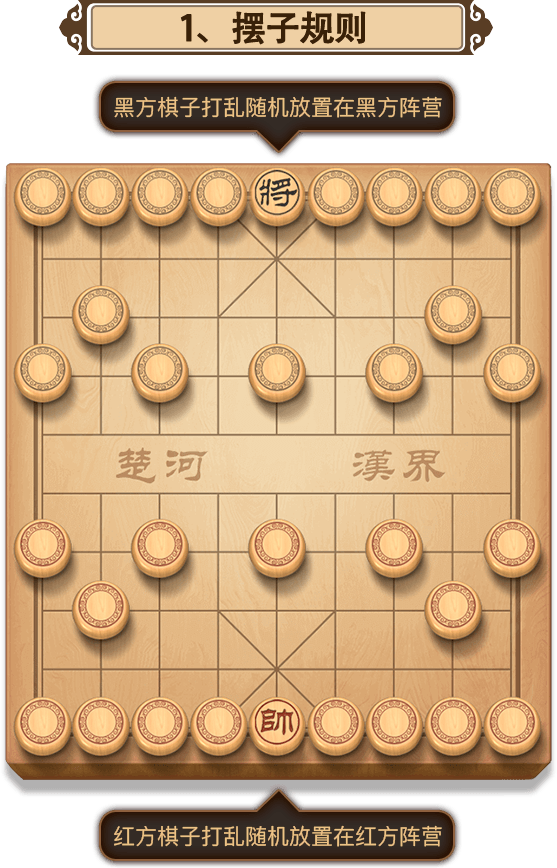 1、摆子规则
黑方棋子打乱随机放置在黑方阵营
將
楚河 漢界
帥
红方棋子打乱随机放置在红方阵营